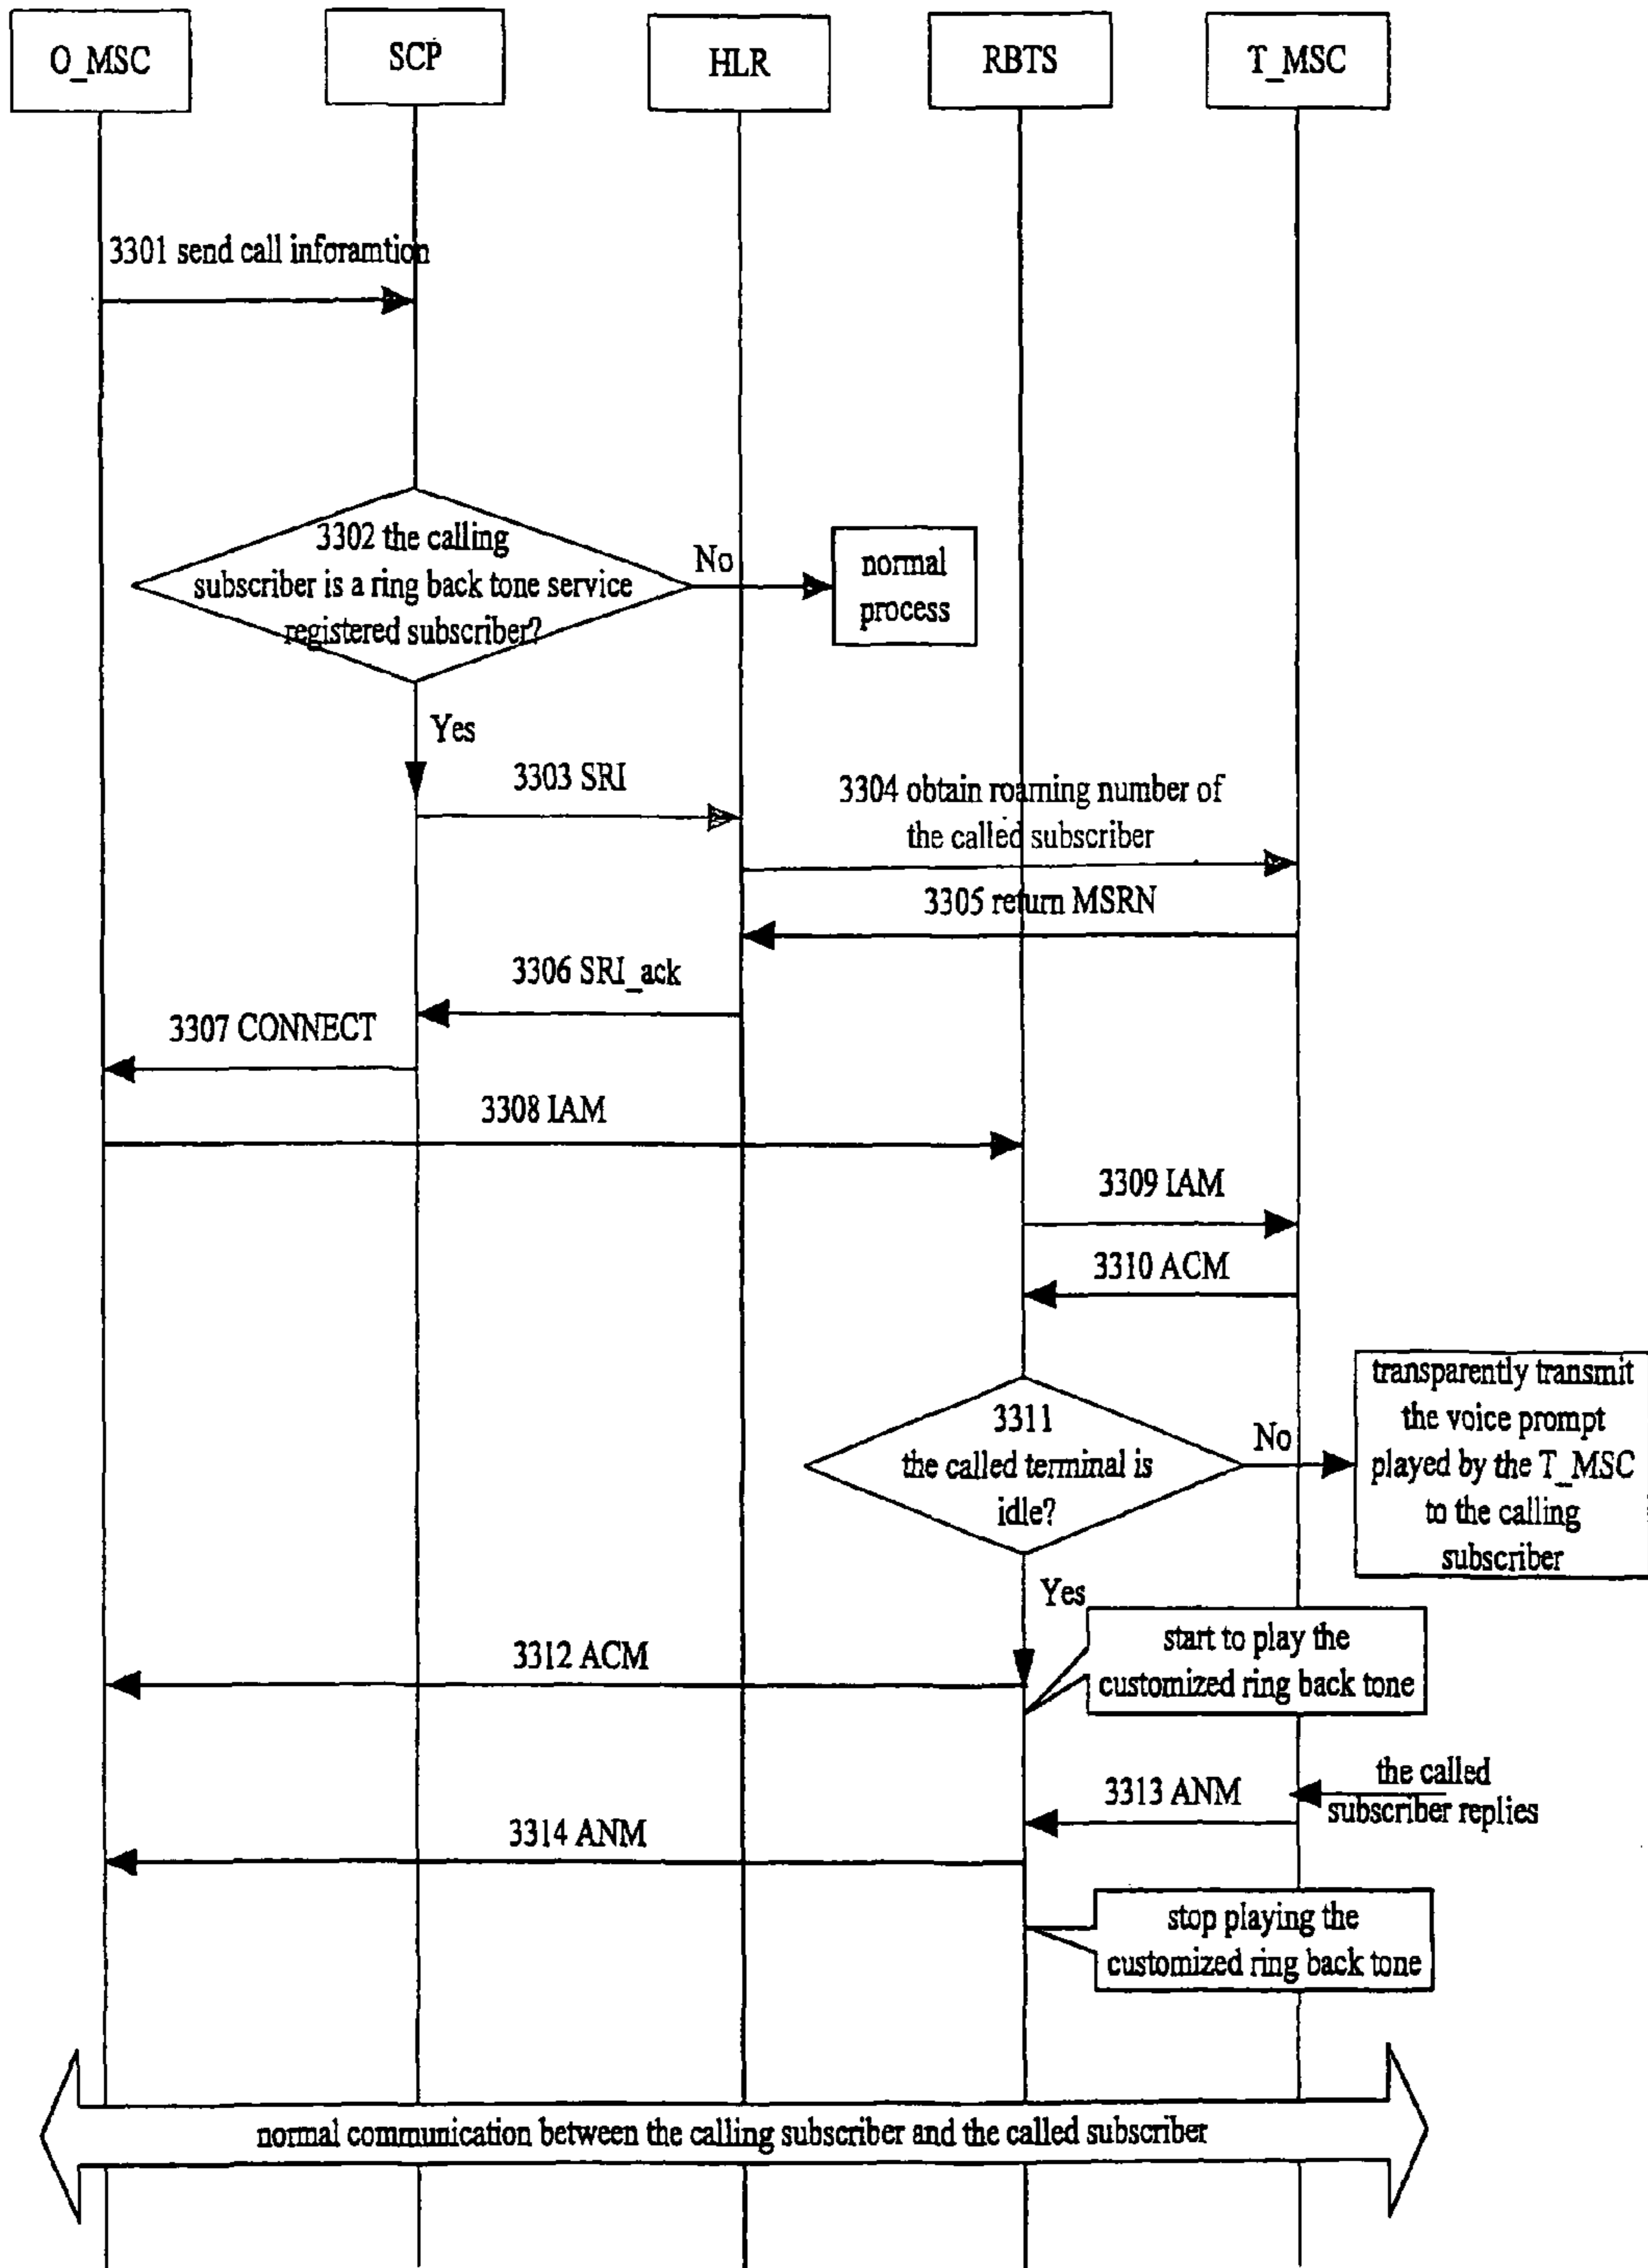 O_MSC
SCP
HLR
RBTS
T_MSC
3301 send call inforamtion
3302 the calling
subscriber is a ring back tone service
registered subscriber?
No
normal
process
Yes
3303 SRI
3304 obtain roaming number of
the called subscriber
3305 return MSRN
3306 SRI_ack
3307 CONNECT
3308 IAM
3309 IAM
3310 ACM
3311
the called terminal is
idle?
No
transparently transmit
the voice prompt
played by the T_MSC
to the calling
subscriber
Yes
start to play the
customized ring back tone
3312 ACM
the called
subscriber replies
3313 ANM
3314 ANM
stop playing the
customized ring back tone
normal communication between the calling subscriber and the called subscriber